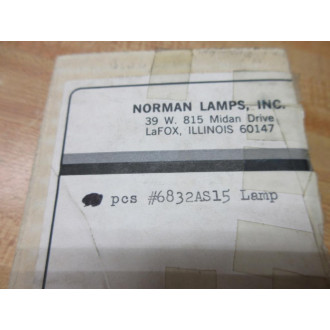 NORMAN LAMPS, INC.
39 W. 815 Midan Drive
LaFOX, ILLINOIS 60147
pcs #6832AS15 Lamp